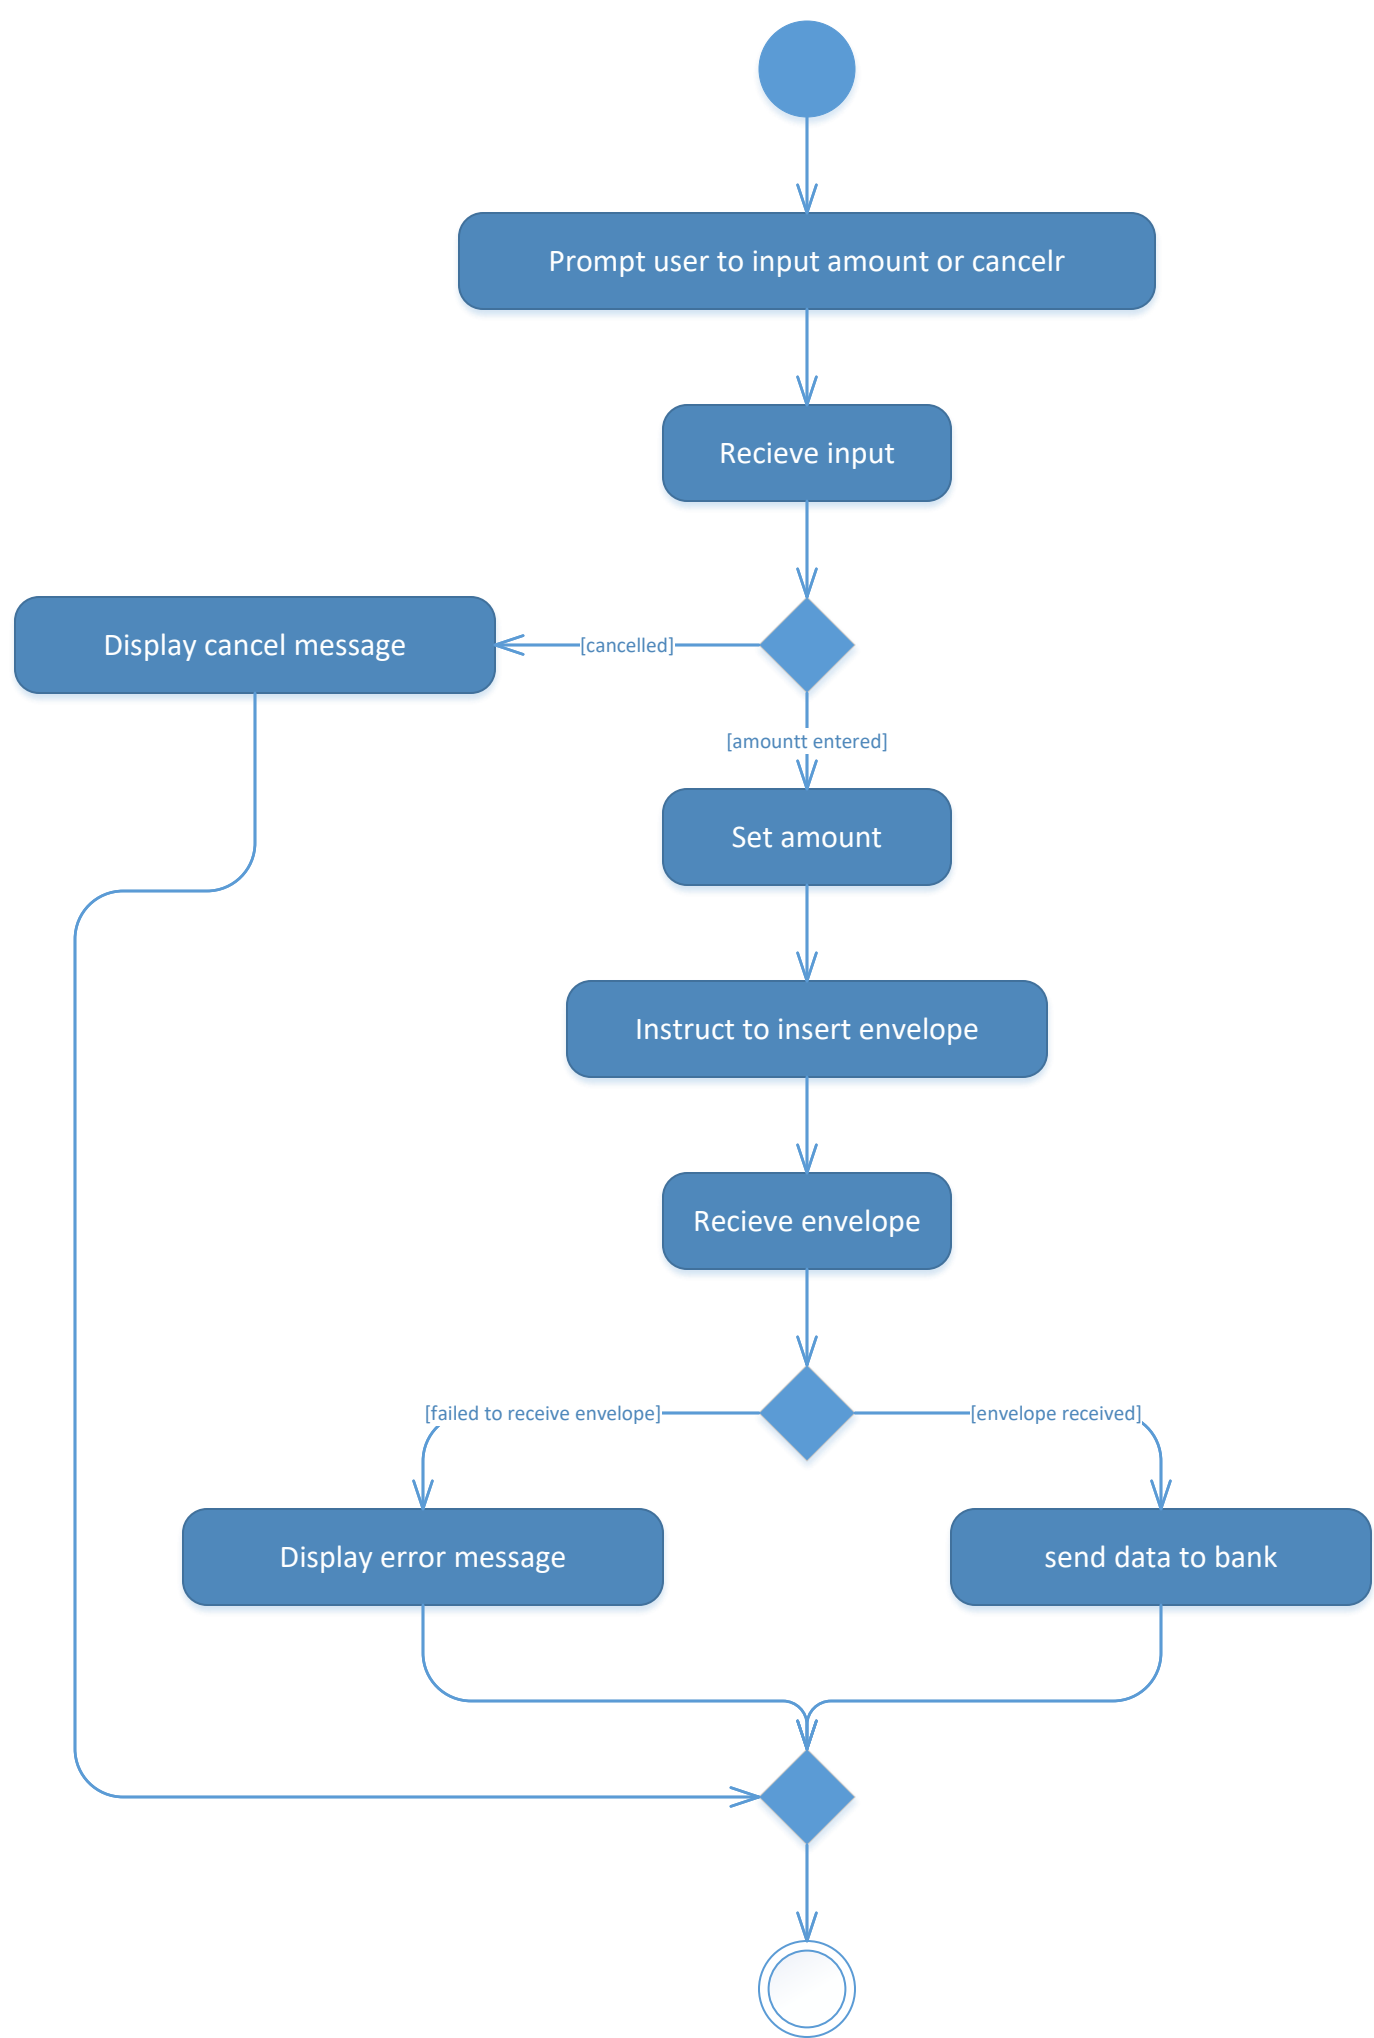 Prompt user to input amount or cancelr
Recieve input
Display cancel message
[cancelled]
[amountt entered]
Set amount
Instruct to insert envelope
Recieve envelope
[failed to receive envelope]
[envelope received]
Display error message
send data to bank